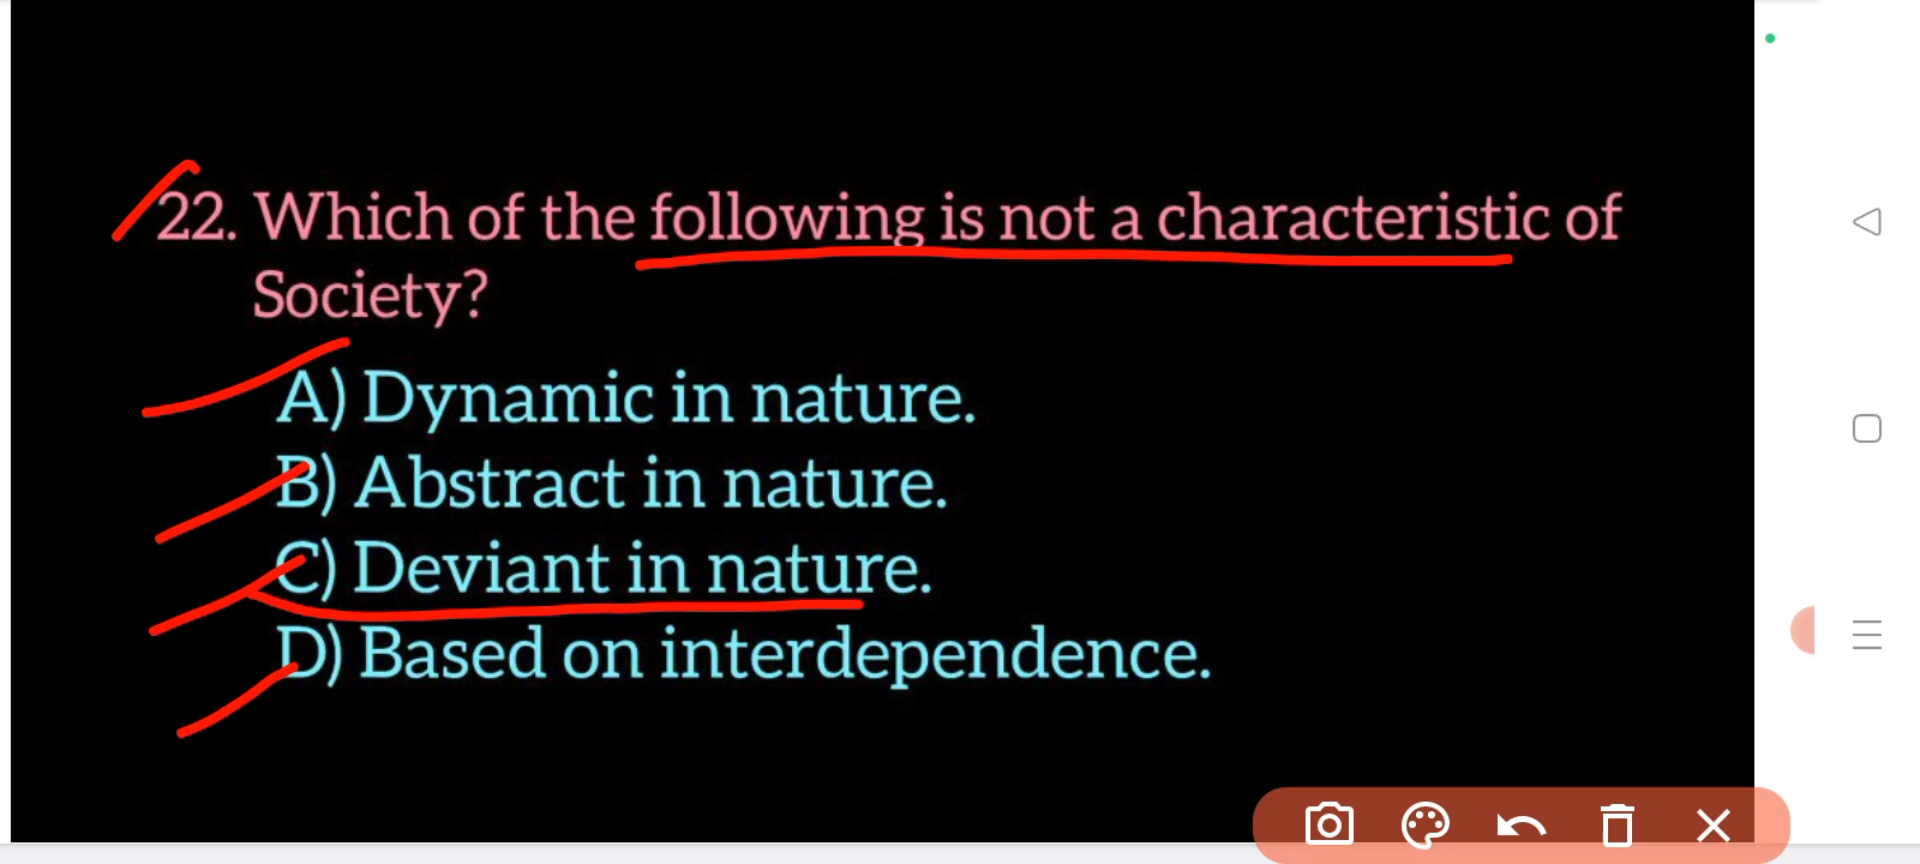 22. Which of the following is not a characteristic of
Society?
A) Dynamic in nature.
B) Abstract in nature.
C) Deviant in nature.
D) Based on interdependence.